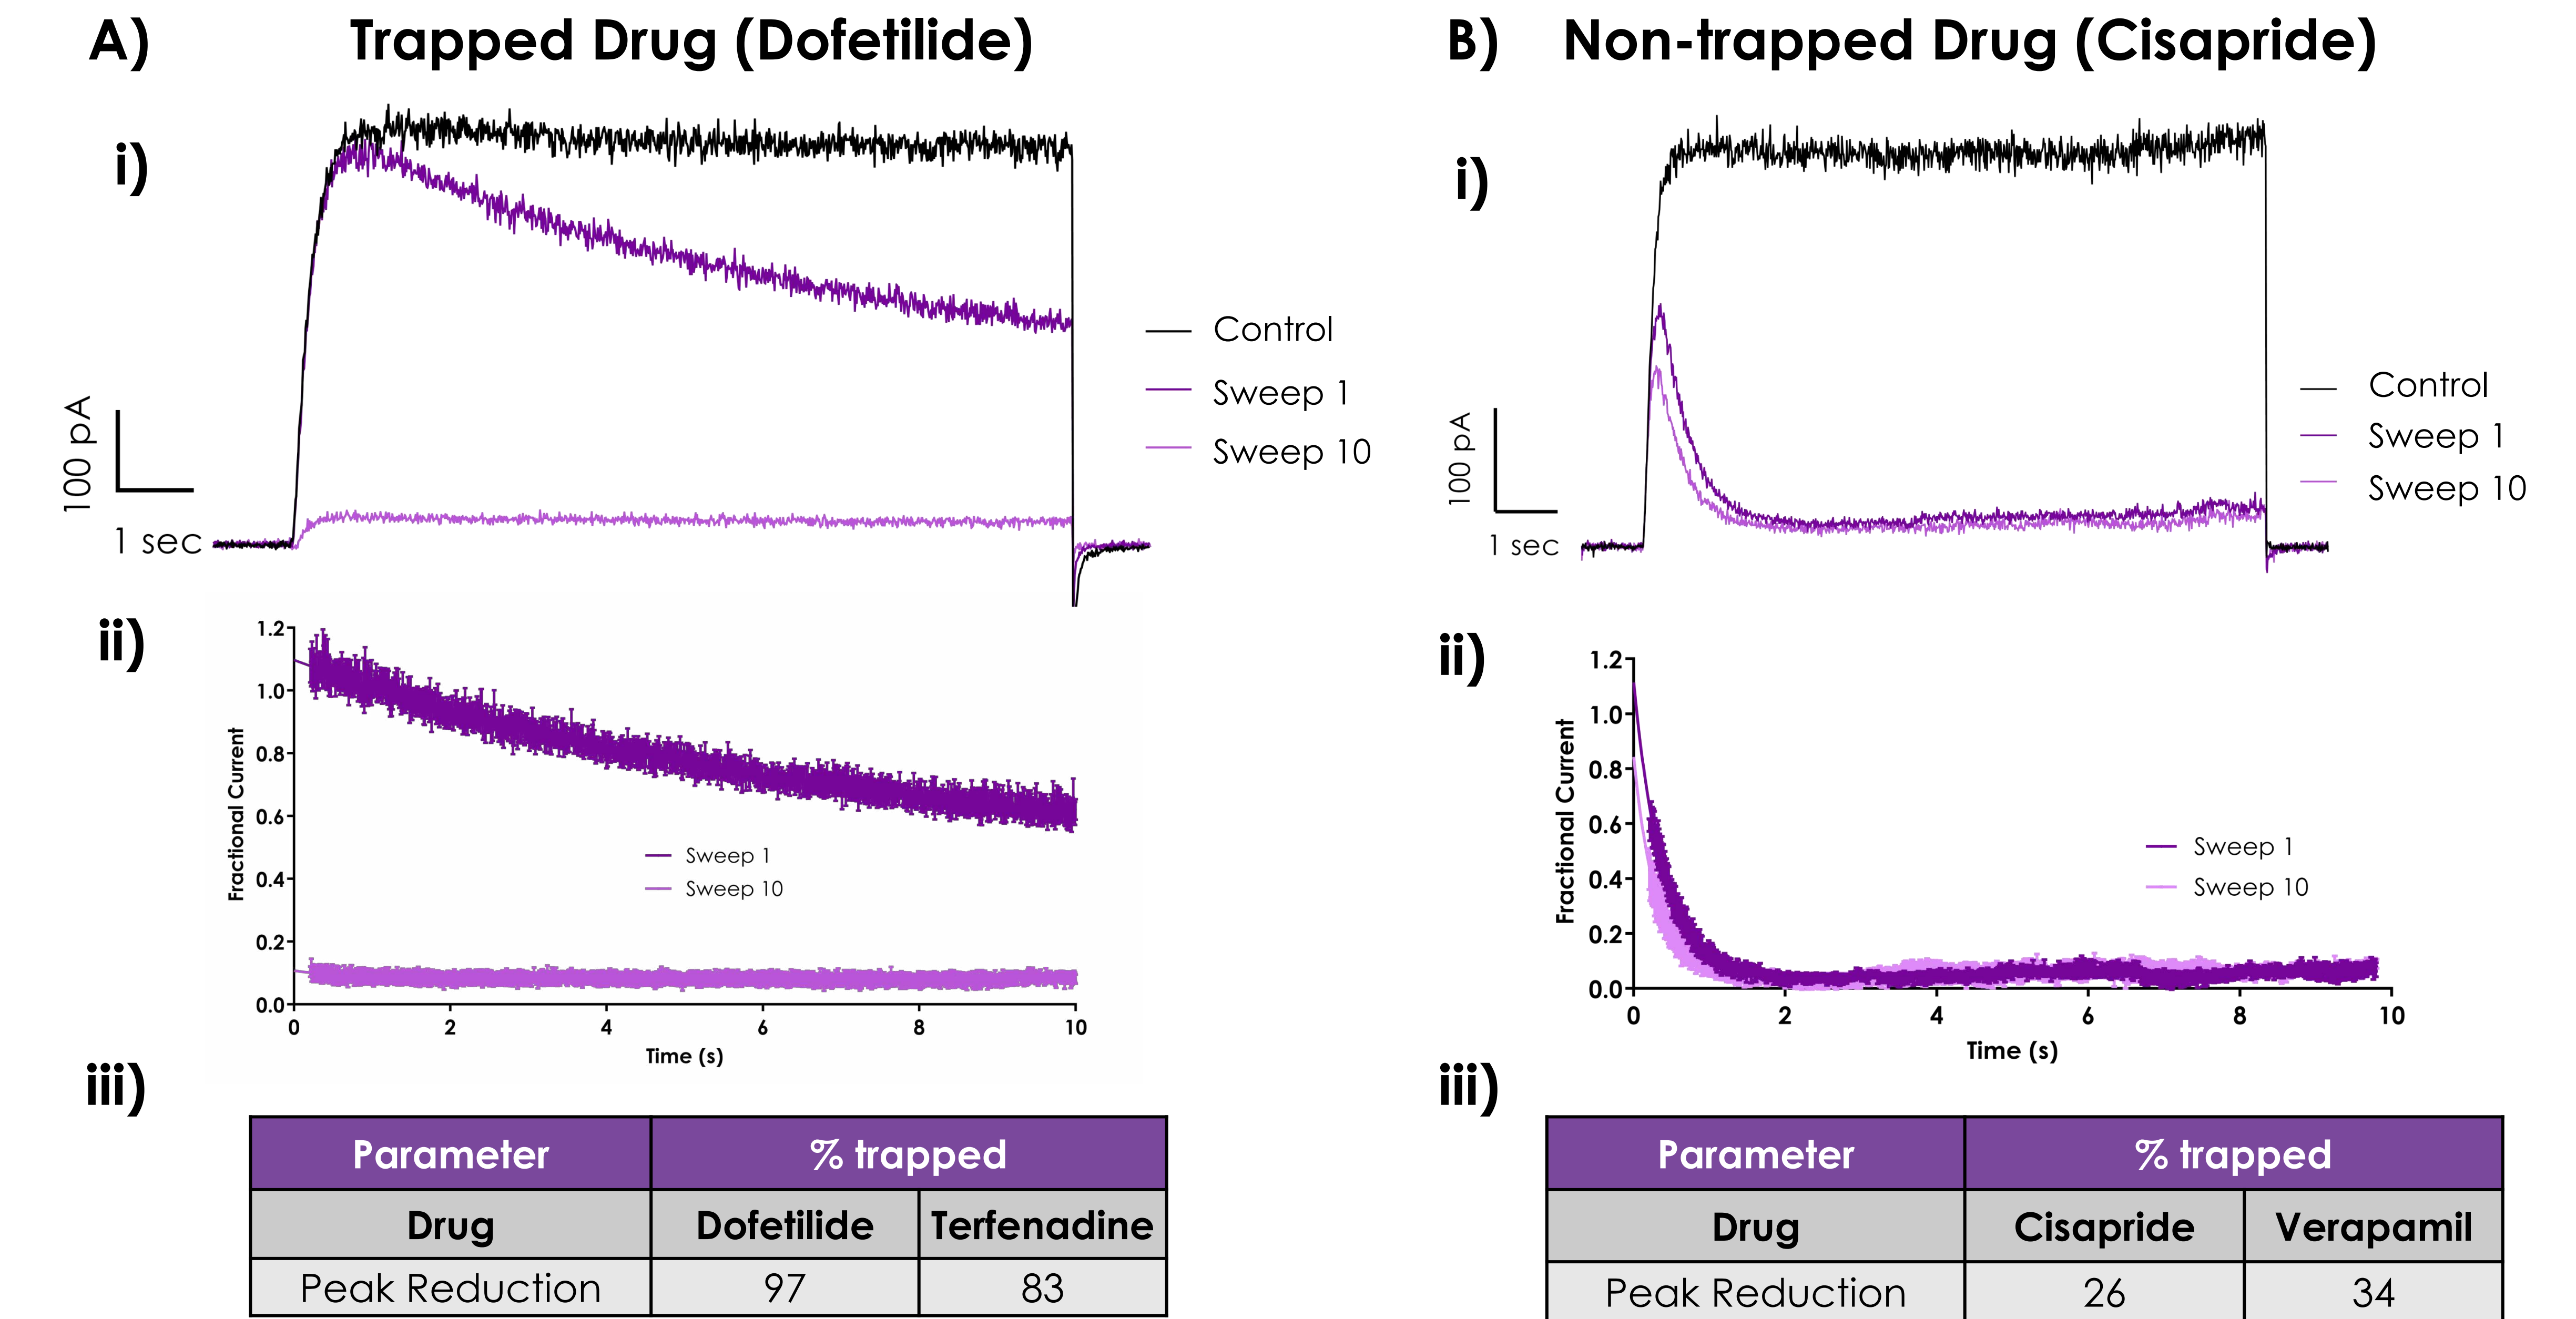 A) Trapped Drug (Dofetilide)
i)
100 pA
1 sec
Control
Sweep 1
Sweep 10
ii)
Fractional Current
1.2
1.0
0.8
0.6
0.4
0.2
0.0
0 2 4 6 8 10
Time (s)
Sweep 1
Sweep 10
iii)
Parameter % trapped
Drug Dofetilide Terfenadine
Peak Reduction 97 83
B) Non-trapped Drug (Cisapride)
i)
100 pA
1 sec
Control
Sweep 1
Sweep 10
ii)
Fractional Current
1.2
1.0
0.8
0.6
0.4
0.2
0.0
0 2 4 6 8 10
Time (s)
Sweep 1
Sweep 10
iii)
Parameter % trapped
Drug Cisapride Verapamil
Peak Reduction 26 34